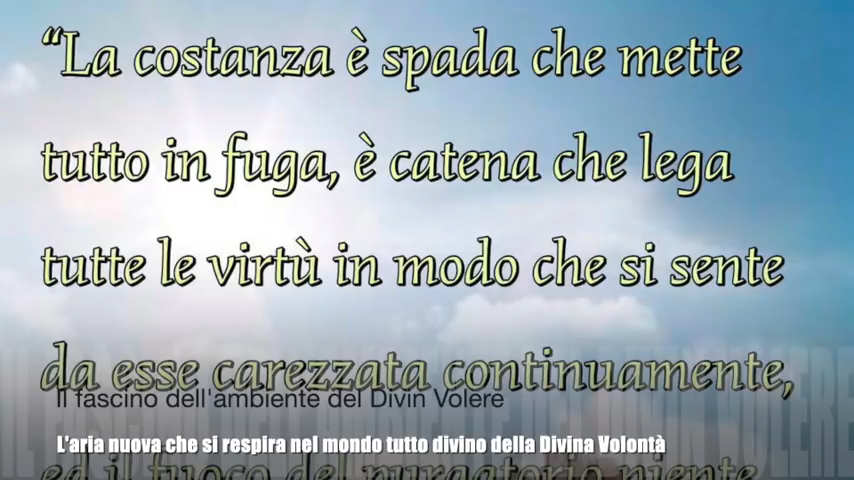 “La costanza è spada che mette
tutto in fuga, è catena che lega
tutte le virtù in modo che si sente
da esse carezzata continuamente,
Il fascino dell'ambiente del Divin Volere
L'aria nuova che si respira nel mondo tutto divino della Divina Volontà
ed il fuoco del purgatorio niente